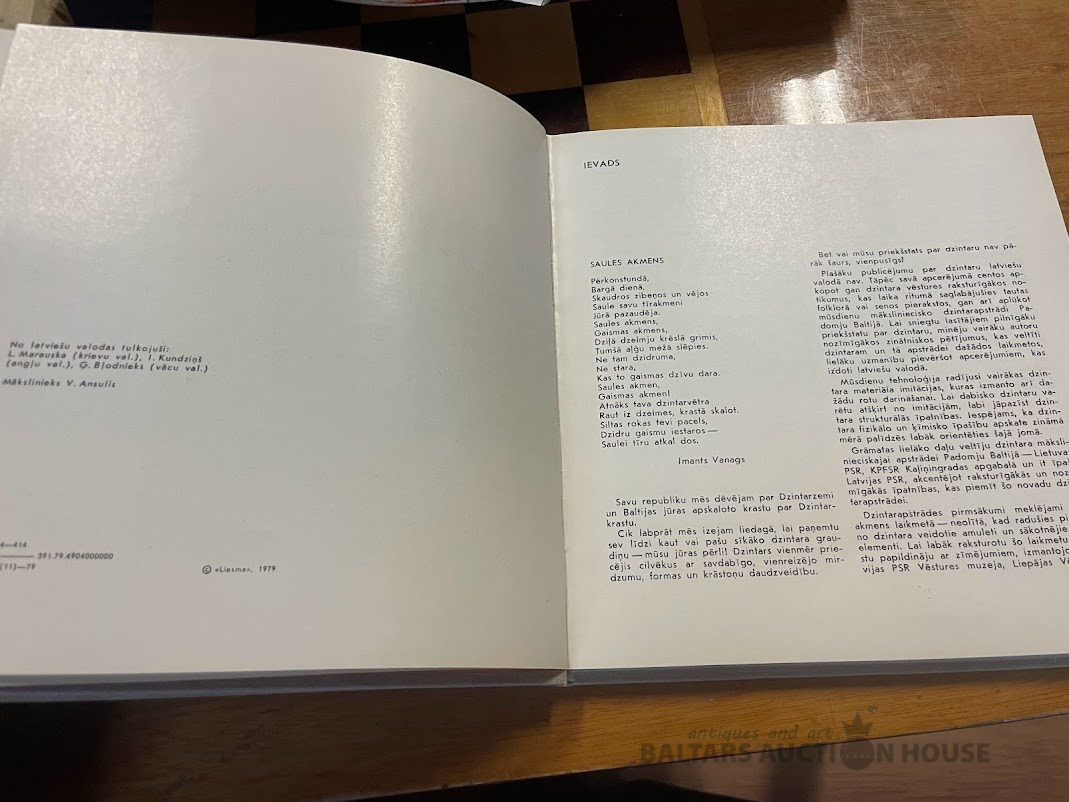 No latviešu valodas tulkojuši:
L. Marauska (krievu val.), I. Kundziņš
(angļu val.), G. Bļodnieks (vācu val.)
Mākslinieks V. Ansulis
4—414
391.79.4904000000
(11)—79
© «Liesma», 1979
IEVADS
SAULES AKMENS
Pērkonstundā,
Bargā dienā,
Skaudros zibeņos un vējos
Saule savu tīrakmeni
Jūrā pazaudēja.
Saules akmens,
Gaismas akmens,
Dziļā dzelmju krēslā grimis,
Tumšā aļģu mežā slēpies.
Ne tam dzidruma,
Ne stara,
Kas to gaismas dzīvu dara.
Saules akmen,
Gaismas akmen!
Atnāks tava dzintarvētra
Raut iz dzelmes, krastā skalot.
Siltas rokas tevi pacels,
Dzidru gaismu iestaros —
Saulei tīru atkal dos.
Imants Vanags
Savu republiku mēs dēvējam par Dzintarzemi
un Baltijas jūras apskaloto krastu par Dzintar-
krastu.
Cik labprāt mēs izejam liedagā, lai paņemtu
sev līdzi kaut vai pašu sīkāko dzintara grau-
diņu — mūsu jūras pērli! Dzintars vienmēr prie-
cējis cilvēkus ar savdabīgo, vienreizējo mir-
dzumu, formas un krāstoņu daudzveidību.
Bet vai mūsu priekšstats par dzintaru nav pā-
rāk šaurs, vienpusīgs?
Plašāku publicējumu par dzintaru latviešu
valodā nav. Tāpēc savā apcerējumā centos ap-
kopot gan dzintara vēstures raksturīgākos no-
tikumus, kas laika ritumā saglabājušies tautas
folklorā vai senos pierakstos, gan arī aplūkot
mūsdienu māksliniecisko dzintarapstrādi Pa-
domju Baltijā. Lai sniegtu lasītājiem pilnīgāku
priekšstatu par dzintaru, minēju vairāku autoru
nozīmīgākos zinātniskos pētījumus, kas veltīti
dzintaram un tā apstrādei dažādos laikmetos,
lielāku uzmanību pievēršot apcerējumiem, kas
izdoti latviešu valodā.
Mūsdienu tehnoloģija radījusi vairākas dzin-
tara materiāla imitācijas, kuras izmanto arī da-
žādu rotu darināšanai. Lai dabisko dzintaru va-
rētu atšķirt no imitācijām, labi jāpazīst dzin-
tara strukturālās īpatnības. Iespējams, ka dzin-
tara fizikālo un ķīmisko īpašību apskate zināmā
mērā palīdzēs labāk orientēties šajā jomā.
Grāmatas lielāko daļu veltīju dzintara māksli-
nieciskajai apstrādei Padomju Baltijā — Lietuvas
PSR, KPFSR Kaļiņingradas apgabalā un it īpaš
Latvijas PSR, akcentējot raksturīgākās un noz
mīgākās īpatnības, kas piemīt šo novadu dzi
tarapstrādei.
Dzintarapstrādes pirmsākumi meklējami
akmens laikmetā — neolītā, kad radušies pi
no dzintara veidotie amuleti un sākotnējie
elementi. Lai labāk raksturotu šo laikmetu
stu papildināju ar zīmējumiem, izmantojo
vijas PSR Vēstures muzeja, Liepājas Vē
antiques and art
BALTARS AUCTION HOUSE